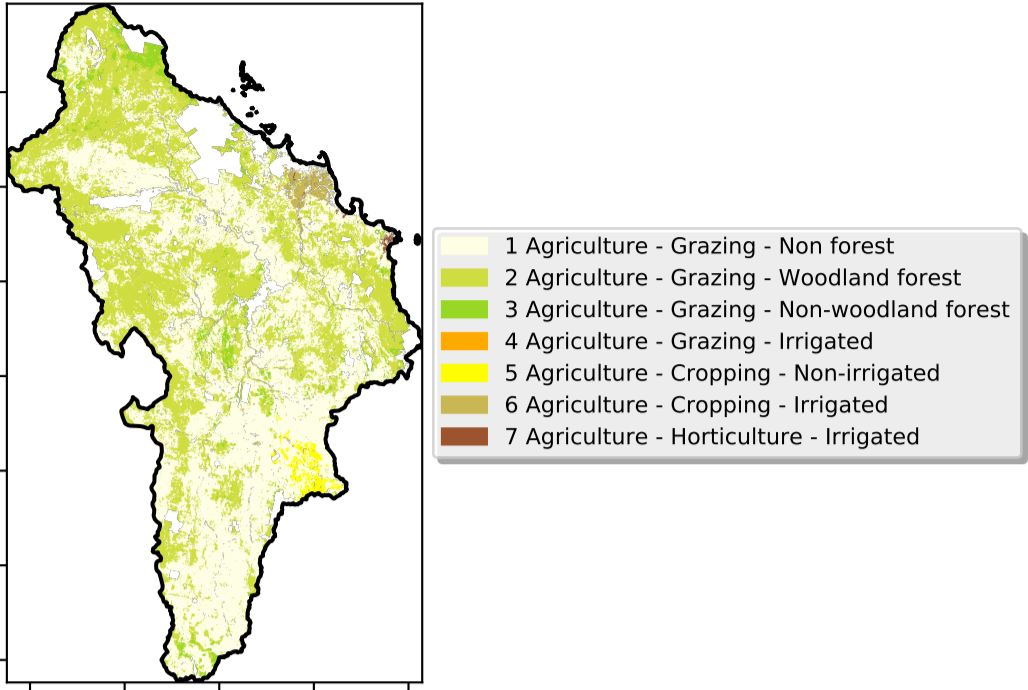 1 Agriculture - Grazing - Non forest
2 Agriculture - Grazing - Woodland forest
3 Agriculture - Grazing - Non-woodland forest
4 Agriculture - Grazing - Irrigated
5 Agriculture - Cropping - Non-irrigated
6 Agriculture - Cropping - Irrigated
7 Agriculture - Horticulture - Irrigated